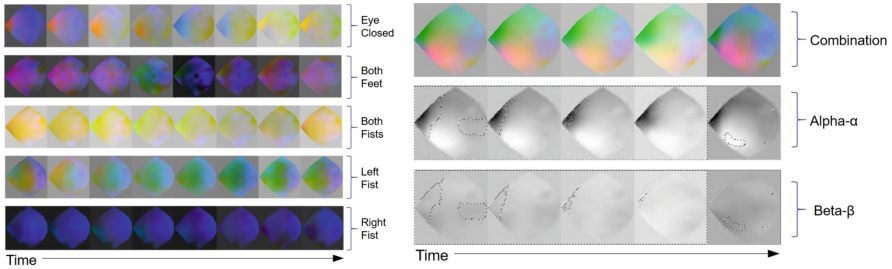 Eye
Closed
Both
Feet
Both
Fists
Left
Fist
Right
Fist
Time
Combination
Alpha-α
Beta-β
Time